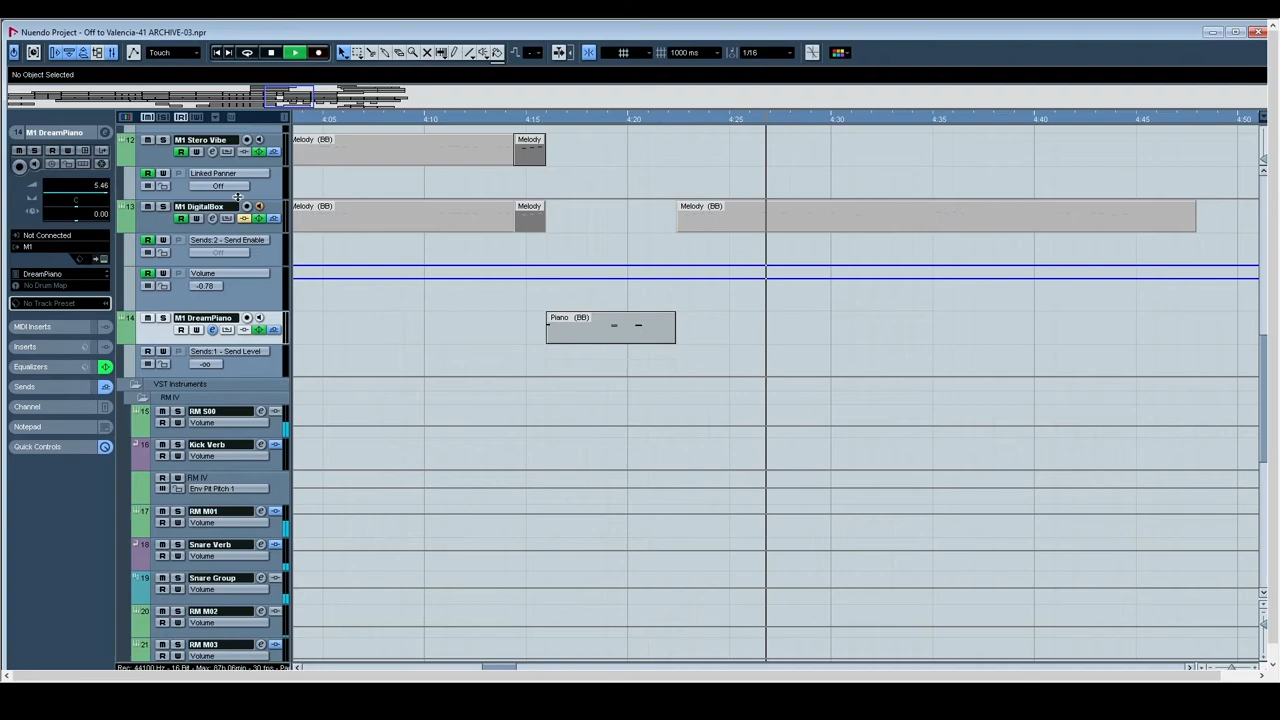 Nuendo Project - Off to Valencia-41 ARCHIVE-03.npr
Touch
1000 ms
1/16
No Object Selected
4:05 4:10 4:15 4:20 4:25 4:30 4:35 4:40 4:45 4:50
14 M1 DreamPiano
5.46
C
0.00
Not Connected
M1
DreamPiano
No Drum Map
No Track Preset
MIDI Inserts
Inserts
Equalizers
Sends
Channel
Notepad
Quick Controls
12 M1 Stero Vibe
Linked Panner
Off
13 M1 DigitalBox
Sends:2 - Send Enable
Off
Volume
-0.78
14 M1 DreamPiano
Sends:1 - Send Level
-oo
VST Instruments
RM IV
15 RM S00
Volume
16 Kick Verb
Volume
RM IV
Env Pit Pitch 1
17 RM M01
Volume
18 Snare Verb
Volume
19 Snare Group
Volume
20 RM M02
Volume
21 RM M03
Volume
Melody (BB)
Melody
Melody (BB)
Melody
Melody (BB)
Piano (BB)